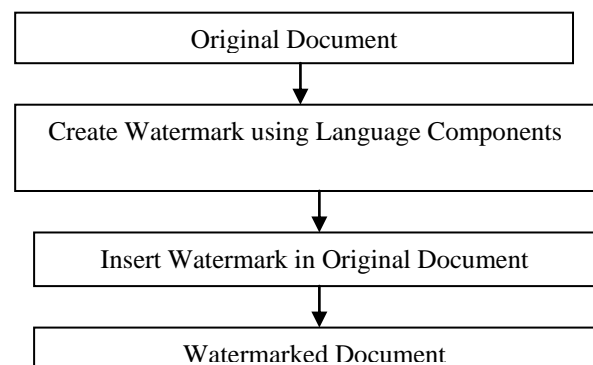 Original Document
Create Watermark using Language Components
Insert Watermark in Original Document
Watermarked Document